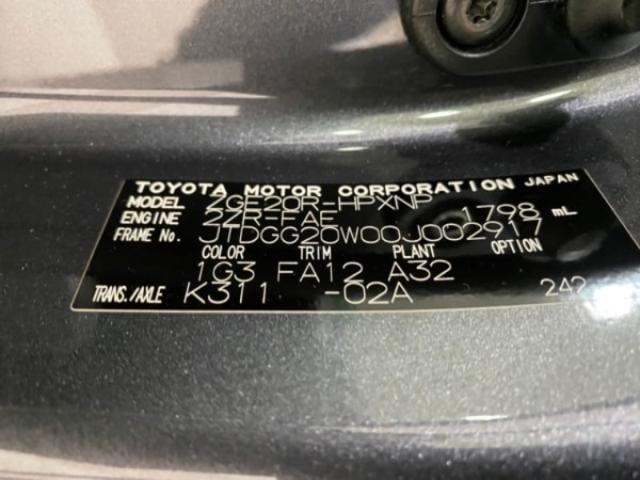 TOYOTA MOTOR CORPORATION JAPAN
MODEL ZGE20R-HPXNP
ENGINE 2ZR-FAE 1798 mL
FRAME No. JTDGG20W00J002917
COLOR TRIM PLANT OPTION
1G3 FA12 A32
TRANS./AXLE K311 -02A 242